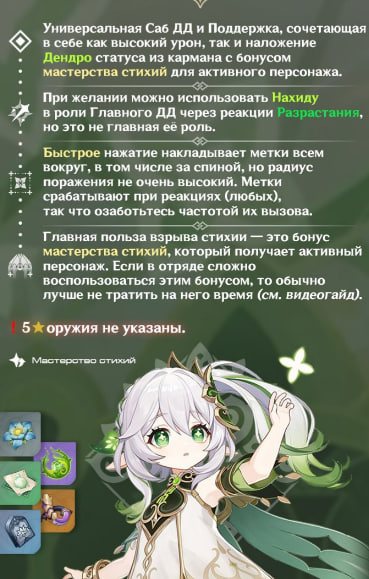 Универсальная Саб ДД и Поддержка, сочетающая
в себе как высокий урон, так и наложение
Дендро статуса из кармана с бонусом
мастерства стихий для активного персонажа.
При желании можно использовать Нахиду
в роли Главного ДД через реакции Разрастания,
но это не главная её роль.
Быстрое нажатие накладывает метки всем
вокруг, в том числе за спиной, но радиус
поражения не очень высокий. Метки
срабатывают при реакциях (любых),
так что озаботьтесь частотой их вызова.
Главная польза взрыва стихии — это бонус
мастерства стихий, который получает активный
персонаж. Если в отряде сложно
воспользоваться этим бонусом, то обычно
лучше не тратить на него время (см. видеогайд).
! 5★оружия не указаны.
Мастерство стихий